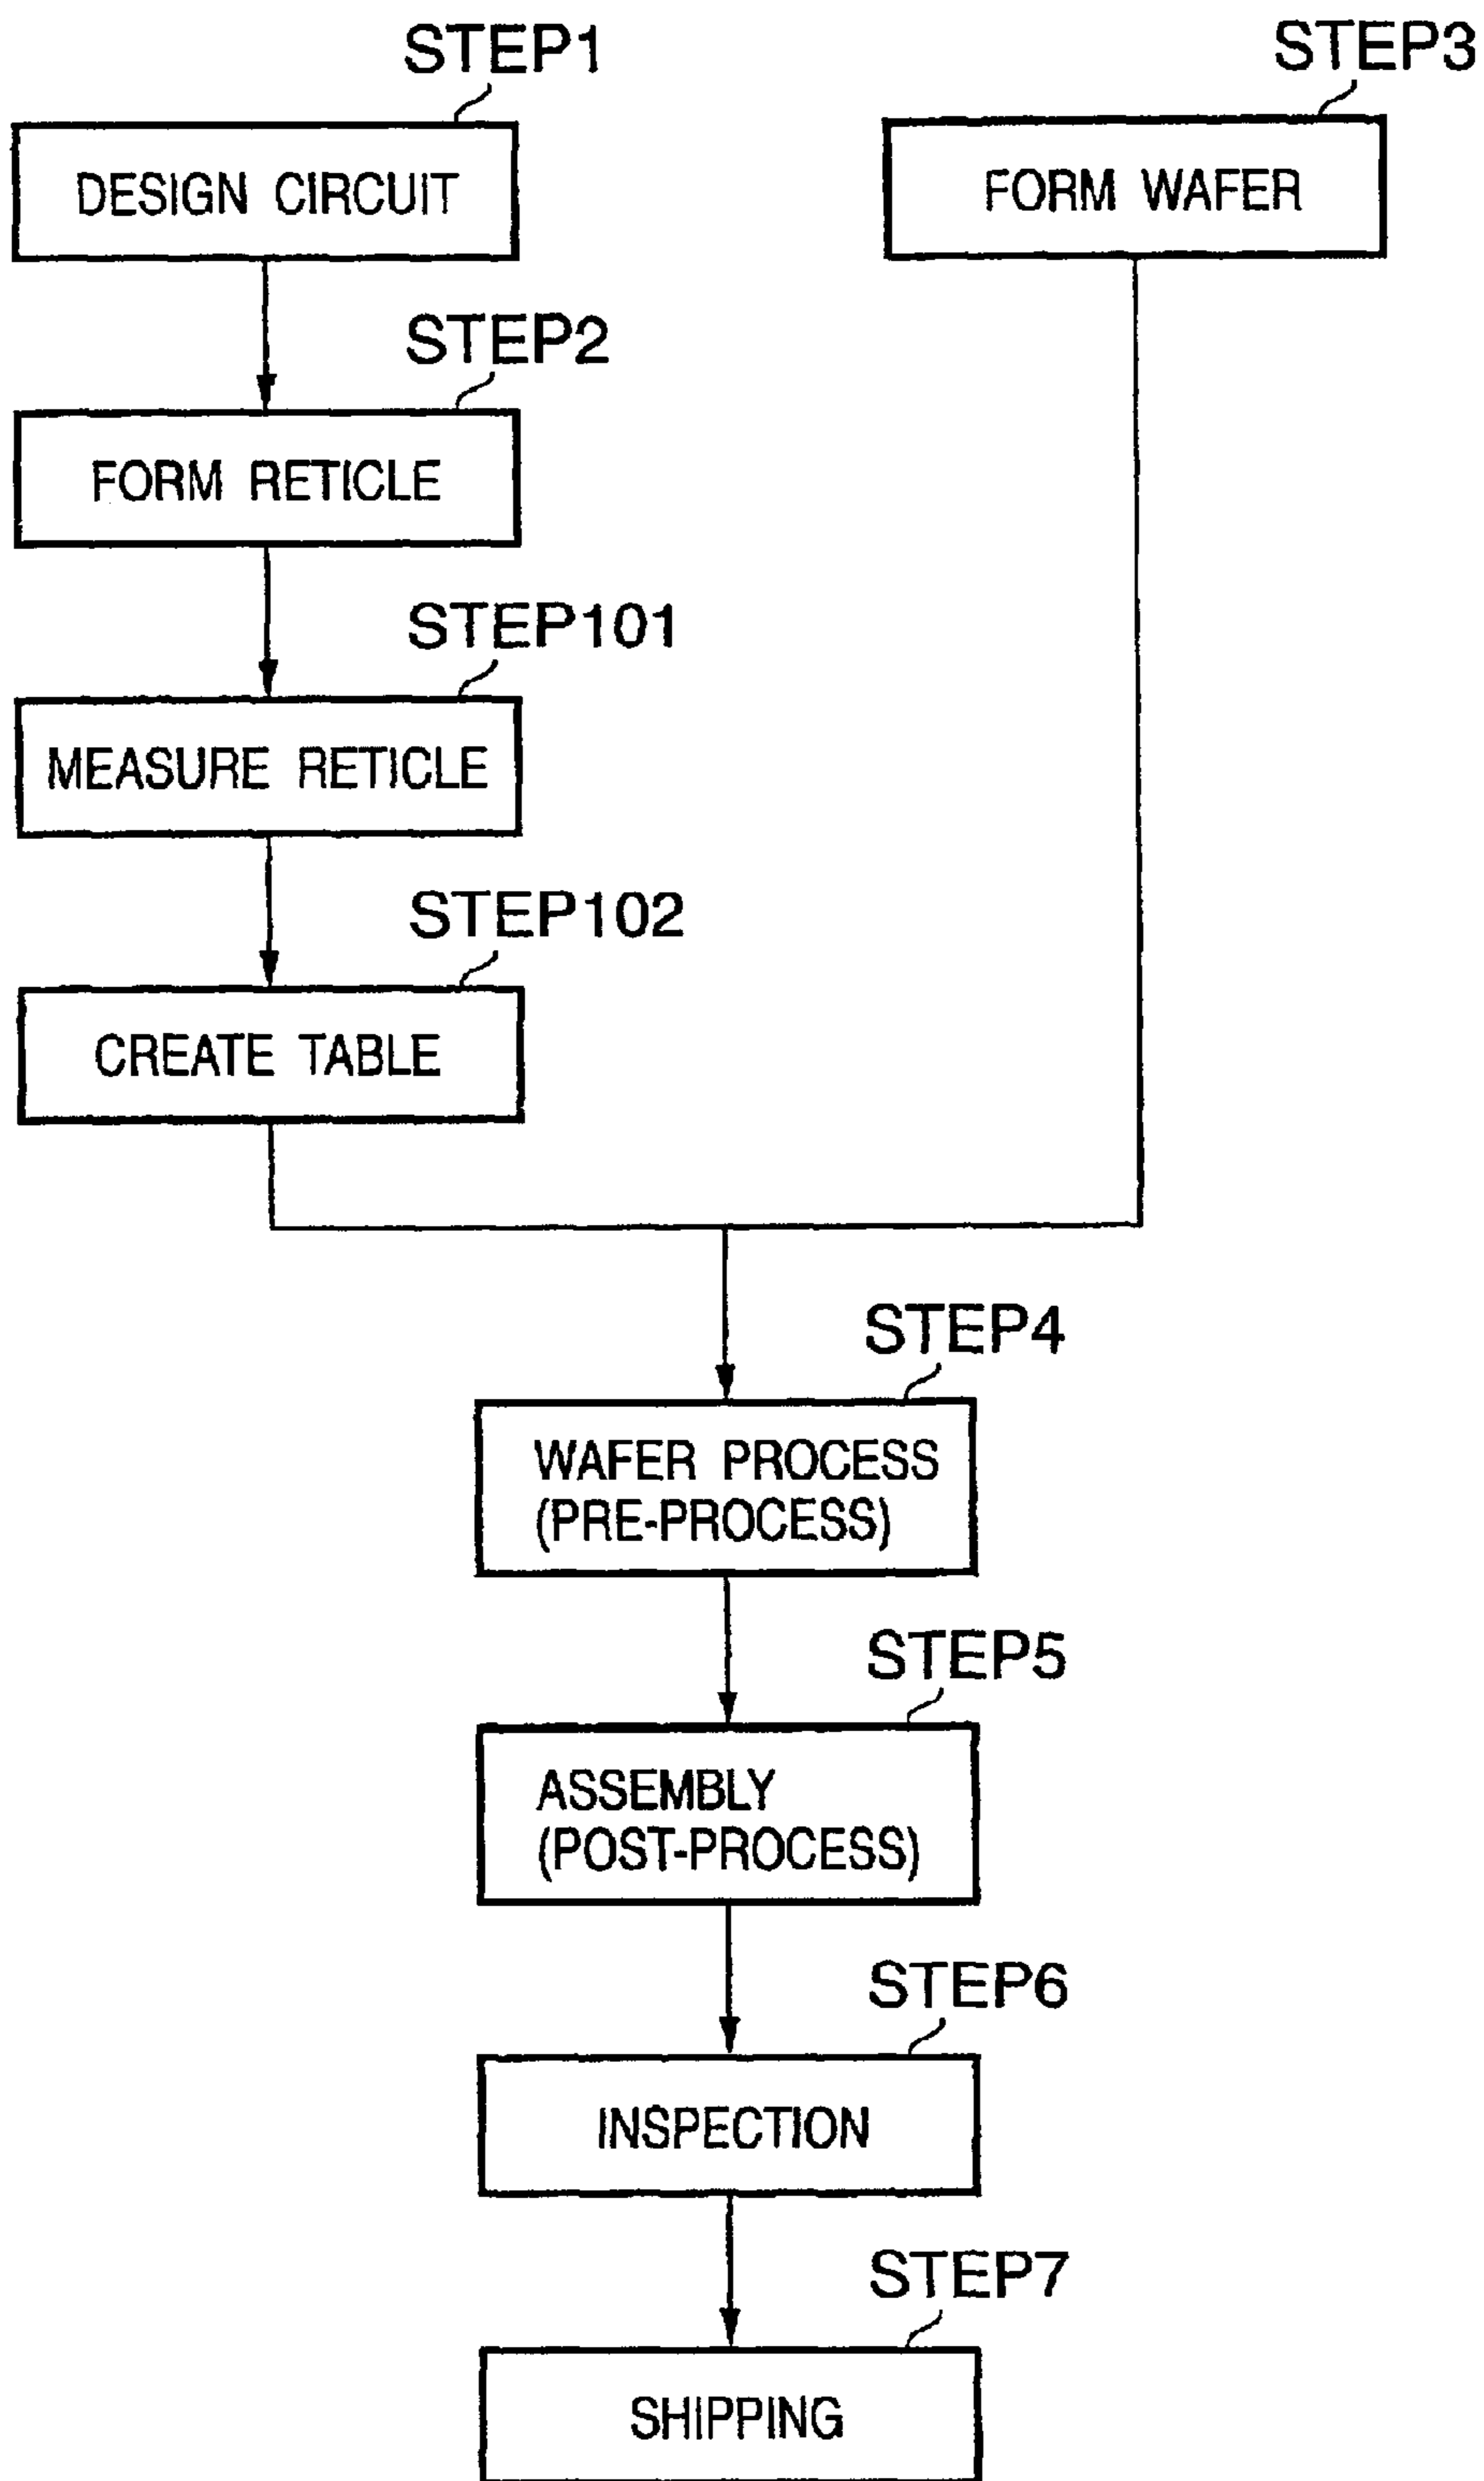 STEP1
DESIGN CIRCUIT
STEP3
FORM WAFER
STEP2
FORM RETICLE
STEP101
MEASURE RETICLE
STEP102
CREATE TABLE
STEP4
WAFER PROCESS
(PRE-PROCESS)
STEP5
ASSEMBLY
(POST-PROCESS)
STEP6
INSPECTION
STEP7
SHIPPING